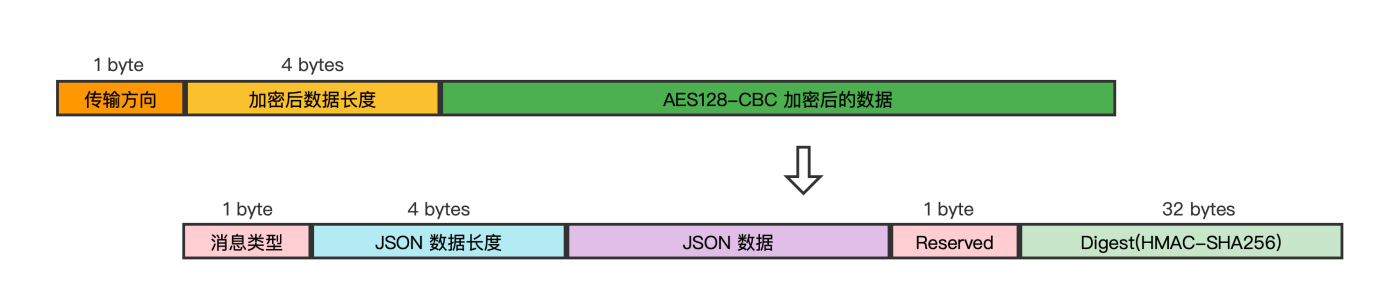 1 byte 4 bytes
传输方向 加密后数据长度 AES128-CBC 加密后的数据
1 byte 4 bytes 1 byte 32 bytes
消息类型 JSON 数据长度 JSON 数据 Reserved Digest(HMAC-SHA256)